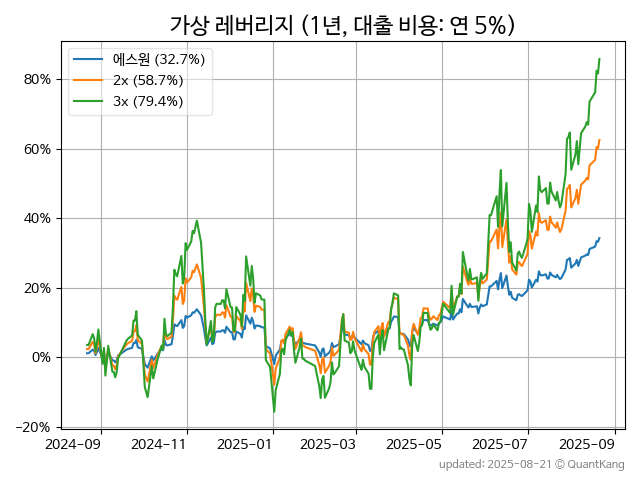 가상 레버리지 (1년, 대출 비용: 연 5%)
에스원 (32.7%)
2x (58.7%)
3x (79.4%)
80%
60%
40%
20%
0%
−20%
2024-09 2024-11 2025-01 2025-03 2025-05 2025-07 2025-09
updated: 2025-08-21 © QuantKang